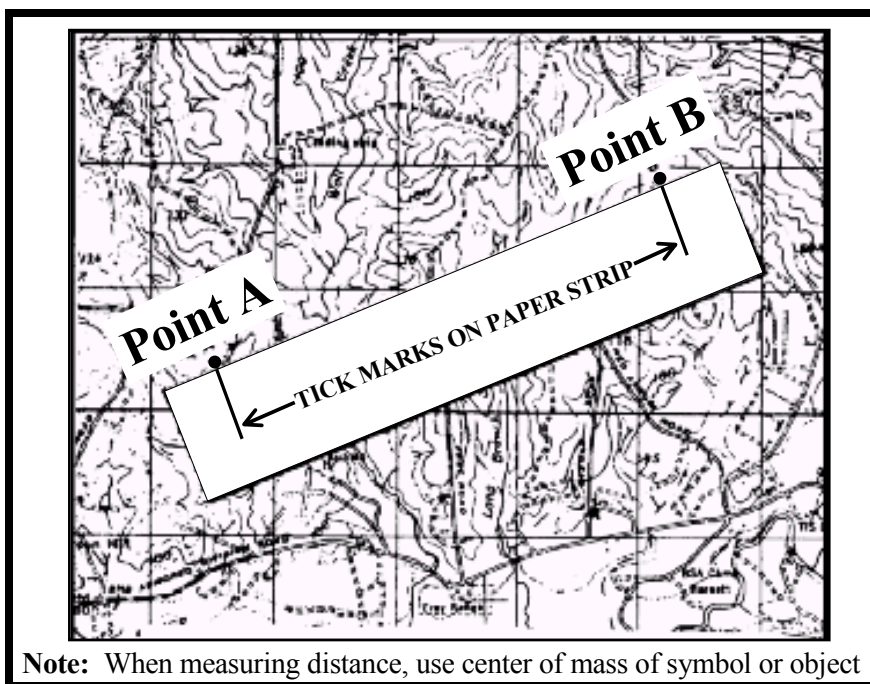 Point B
Point A
TICK MARKS ON PAPER STRIP
Note: When measuring distance, use center of mass of symbol or object